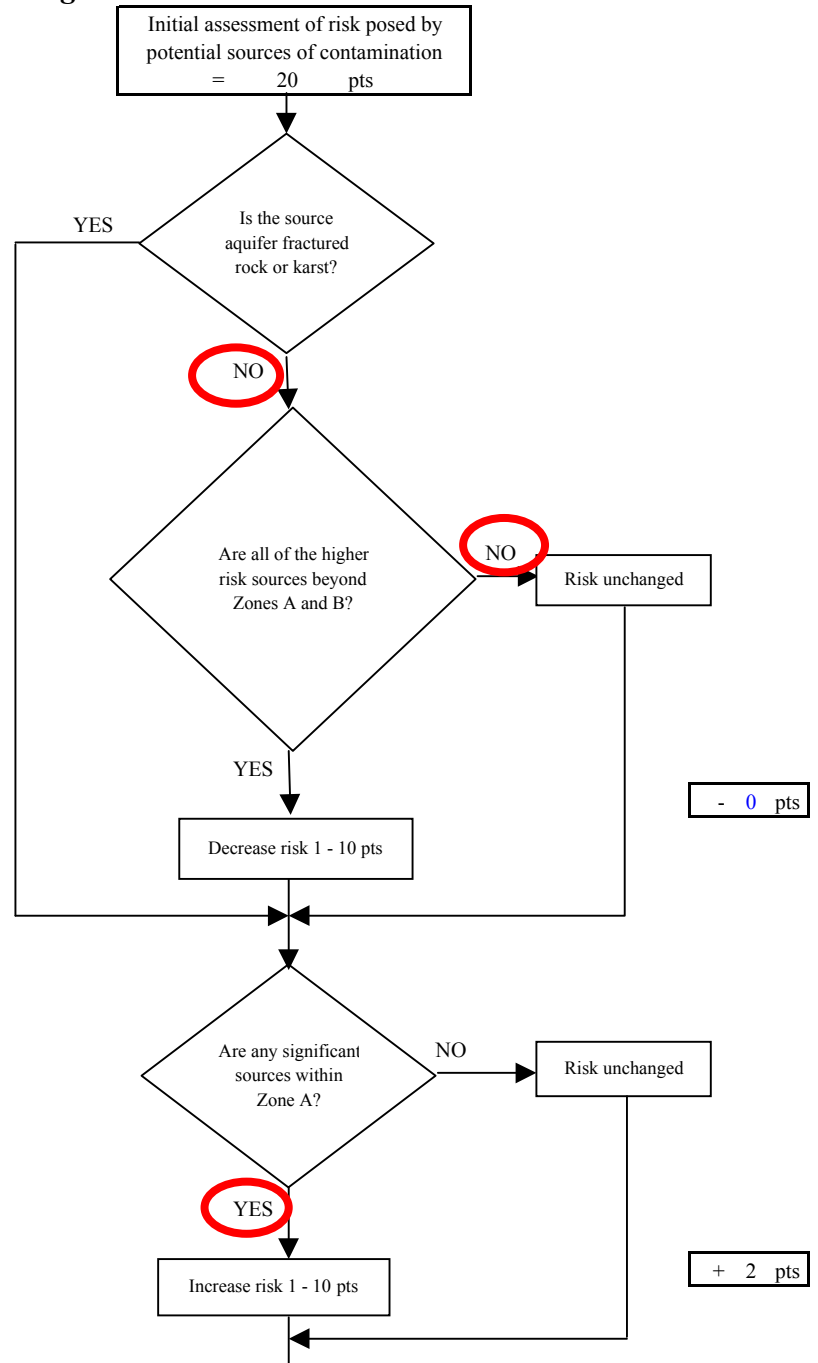 Initial assessment of risk posed by
potential sources of contamination
= 20 pts
YES
Is the source
aquifer fractured
rock or karst?
NO
Are all of the higher
risk sources beyond
Zones A and B?
NO
Risk unchanged
YES
- 0 pts
Decrease risk 1 - 10 pts
Are any significant
sources within
Zone A?
NO
Risk unchanged
YES
+ 2 pts
Increase risk 1 - 10 pts